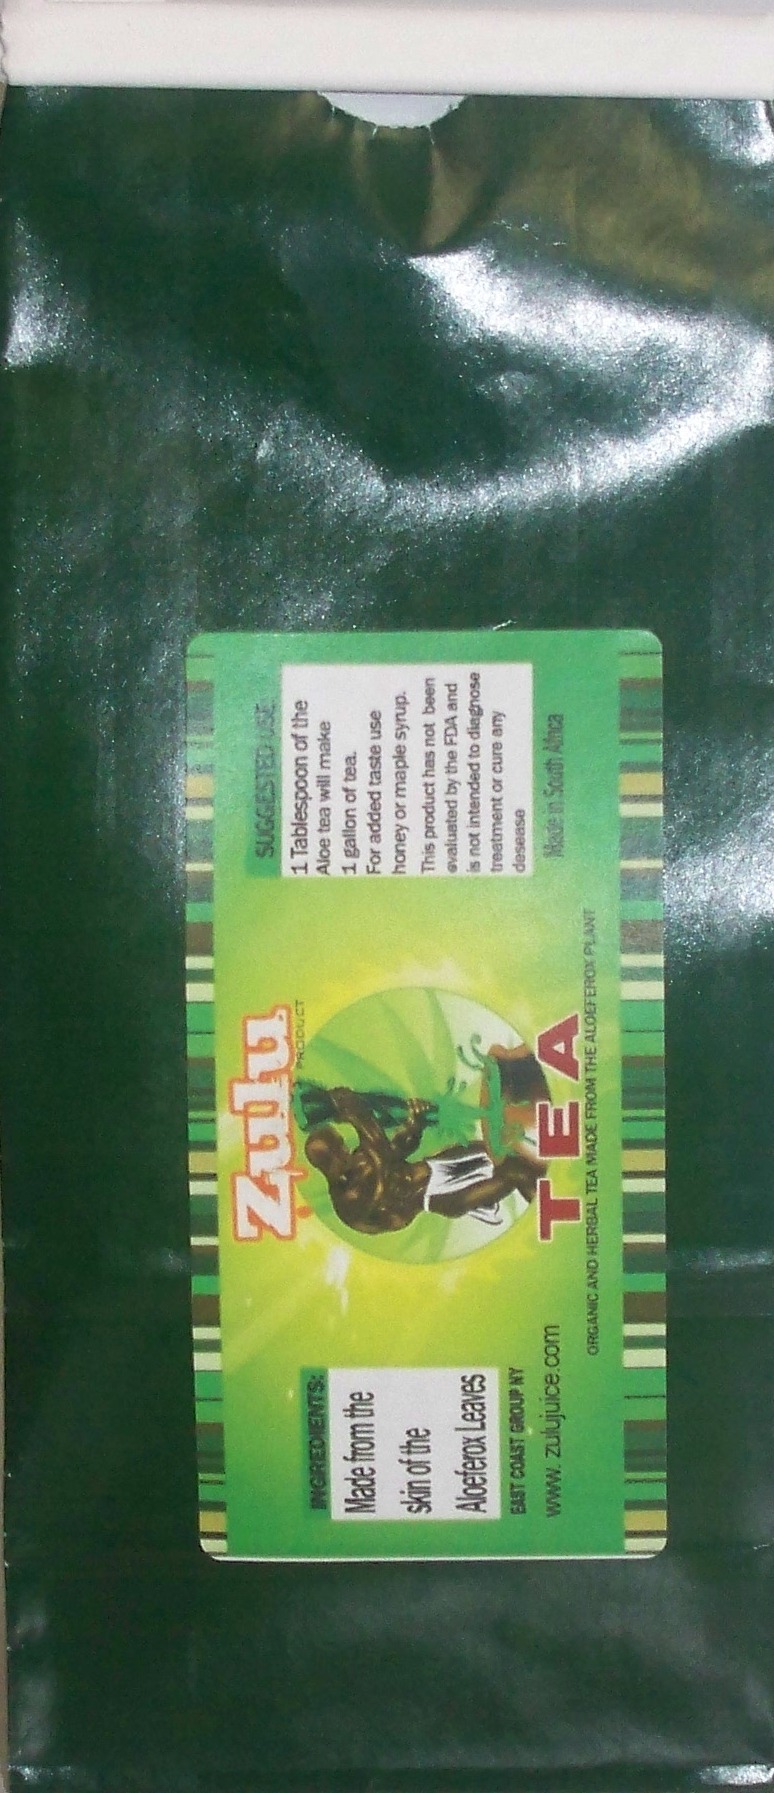 INGREDIENTS:
Made from the
skin of the
Aloeferox Leaves
EAST COAST GROUP NY
www. zulujuice.com
Zulu
PRODUCT
TEA
ORGANIC AND HERBAL TEA MADE FROM THE ALOEFEROX PLANT
SUGGESTED USE
1 Tablespoon of the
Aloe tea will make
1 gallon of tea.
For added taste use
honey or maple syrup.
This product has not been
evaluated by the FDA and
is not intended to diagnose
treatment or cure any
desease
Made in South Africa